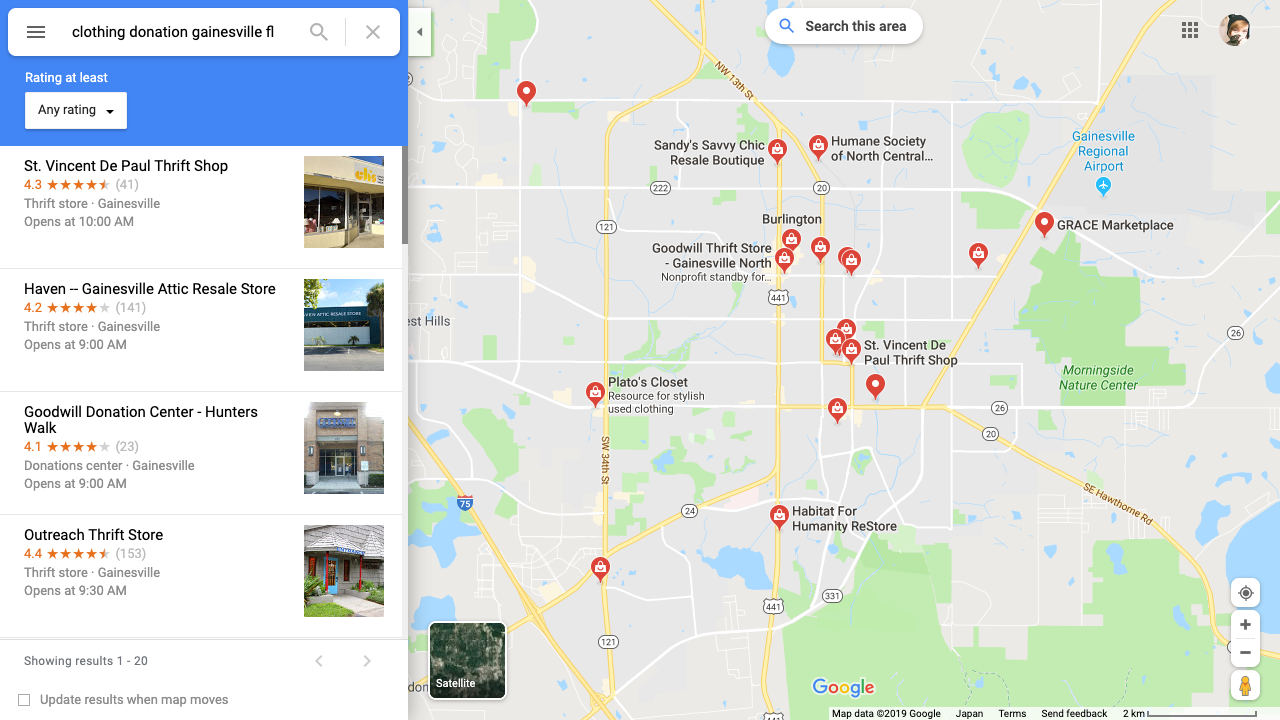 clothing donation gainesville fl
Rating at least
Any rating
St. Vincent De Paul Thrift Shop
4.3 (41)
Thrift store · Gainesville
Opens at 10:00 AM
Haven -- Gainesville Attic Resale Store
4.2 (141)
Thrift store · Gainesville
Opens at 9:00 AM
Goodwill Donation Center - Hunters
Walk
4.1 (23)
Donations center · Gainesville
Opens at 9:00 AM
Outreach Thrift Store
4.4 (153)
Thrift store · Gainesville
Opens at 9:30 AM
Showing results 1 - 20
Update results when map moves
Search this area
NW 13th St
Sandy's Savvy Chic
Resale Boutique
Humane Society
of North Central...
Gainesville
Regional
Airport
222
20
121
Burlington
GRACE Marketplace
Goodwill Thrift Store
- Gainesville North
Nonprofit standby for...
441
est Hills
26
St. Vincent De
Paul Thrift Shop
Plato's Closet
Resource for stylish
used clothing
Morningside
Nature Center
26
20
SW 34th St
75
24
SE Hawthorne Rd
Habitat For
Humanity ReStore
331
441
121
Satellite
don
Google
441
Map data ©2019 Google
Japan
Terms
Send feedback
2 km